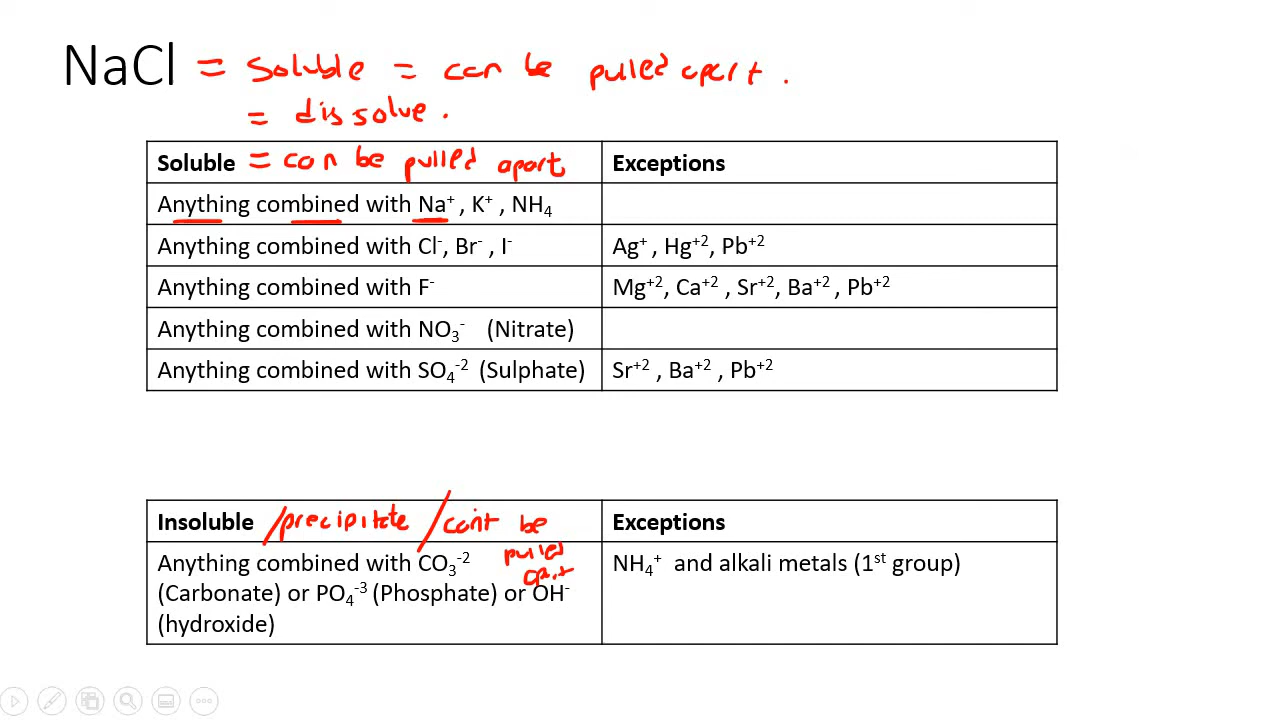 NaCl = soluble = can be pulled apart.
= dissolve.
Soluble = can be pulled apart Exceptions
Anything combined with Na⁺ , K⁺ , NH₄
Anything combined with Cl⁻, Br⁻ , I⁻ Ag⁺ , Hg⁺², Pb⁺²
Anything combined with F⁻ Mg⁺², Ca⁺² , Sr⁺², Ba⁺² , Pb⁺²
Anything combined with NO₃⁻ (Nitrate)
Anything combined with SO₄⁻² (Sulphate) Sr⁺² , Ba⁺² , Pb⁺²
Insoluble /precipitate /can't be Exceptions
pulled
apart
Anything combined with CO₃⁻² NH₄⁺ and alkali metals (1ˢᵗ group)
(Carbonate) or PO₄⁻³ (Phosphate) or OH⁻
(hydroxide)